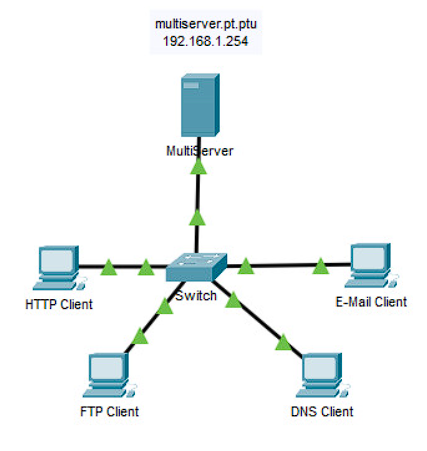 multiserver.pt.ptu
192.168.1.254
MultiServer
HTTP Client
Switch
E-Mail Client
FTP Client
DNS Client